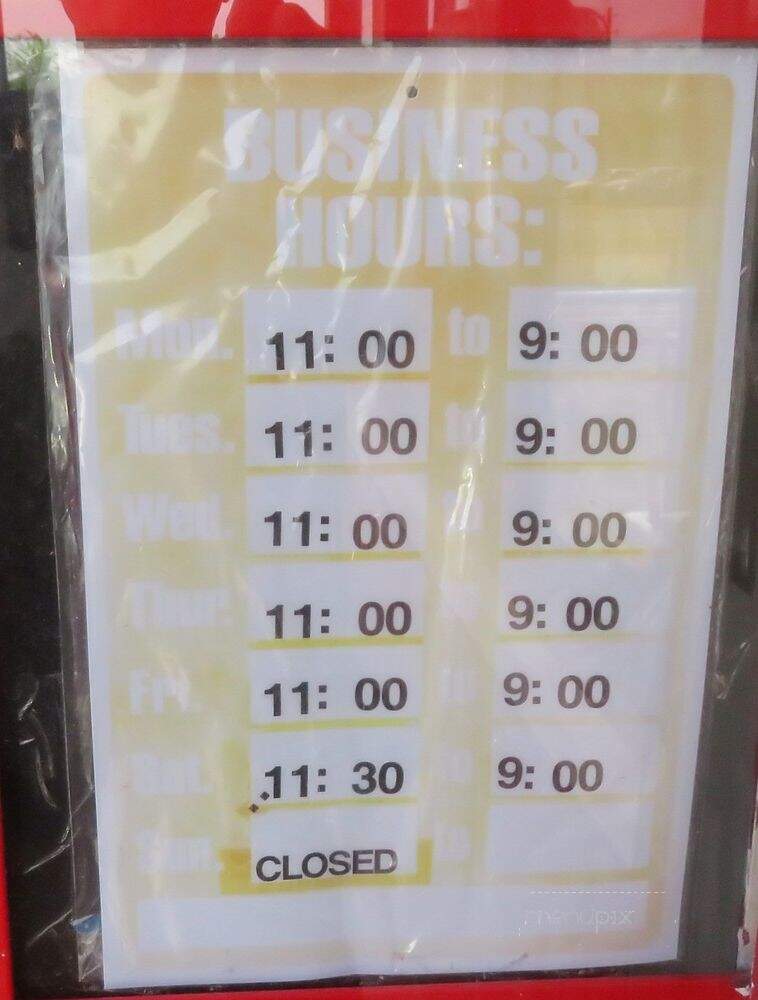 BUSINESS
HOURS:
Mon. 11: 00 to 9: 00
Tues. 11: 00 to 9: 00
Wed. 11: 00 to 9: 00
Thur. 11: 00 to 9: 00
Fri. 11: 00 to 9: 00
Sat. 11: 30 to 9: 00
Sun. CLOSED to
menupix